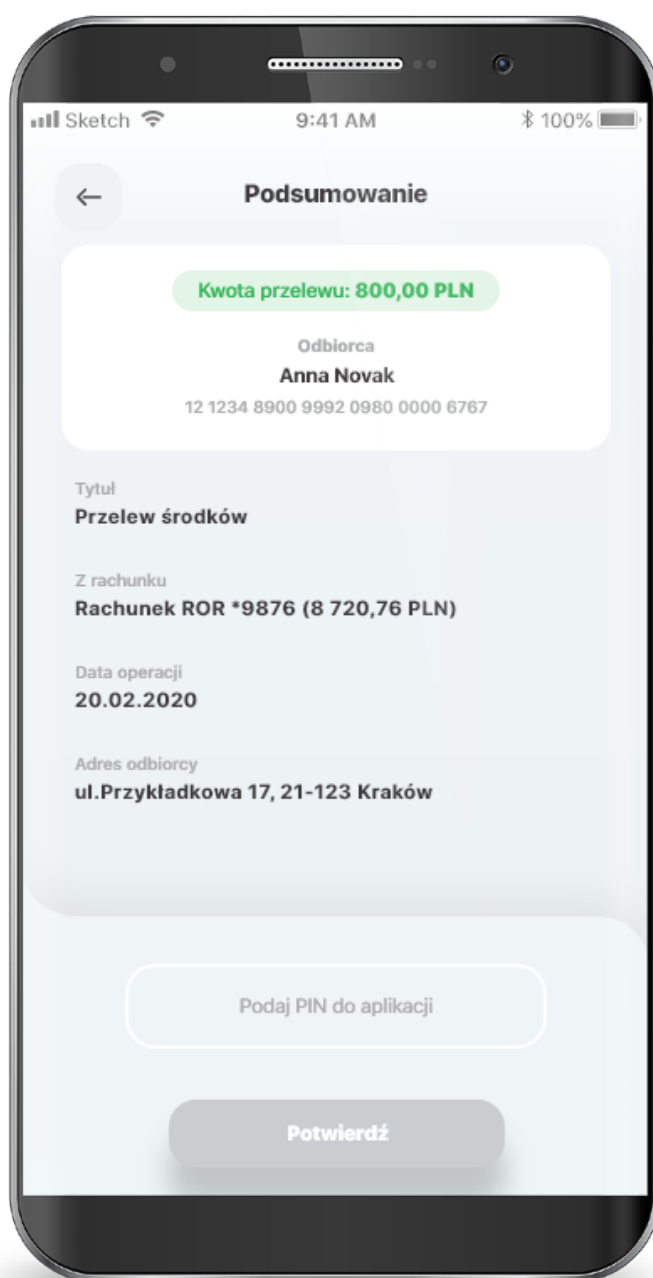 Sketch 9:41 AM 100%
Podsumowanie
Kwota przelewu: 800,00 PLN
Odbiorca
Anna Novak
12 1234 8900 9992 0980 0000 6767
Tytuł
Przelew środków
Z rachunku
Rachunek ROR *9876 (8 720,76 PLN)
Data operacji
20.02.2020
Adres odbiorcy
ul.Przykładkowa 17, 21-123 Kraków
Podaj PIN do aplikacji
Potwierdź